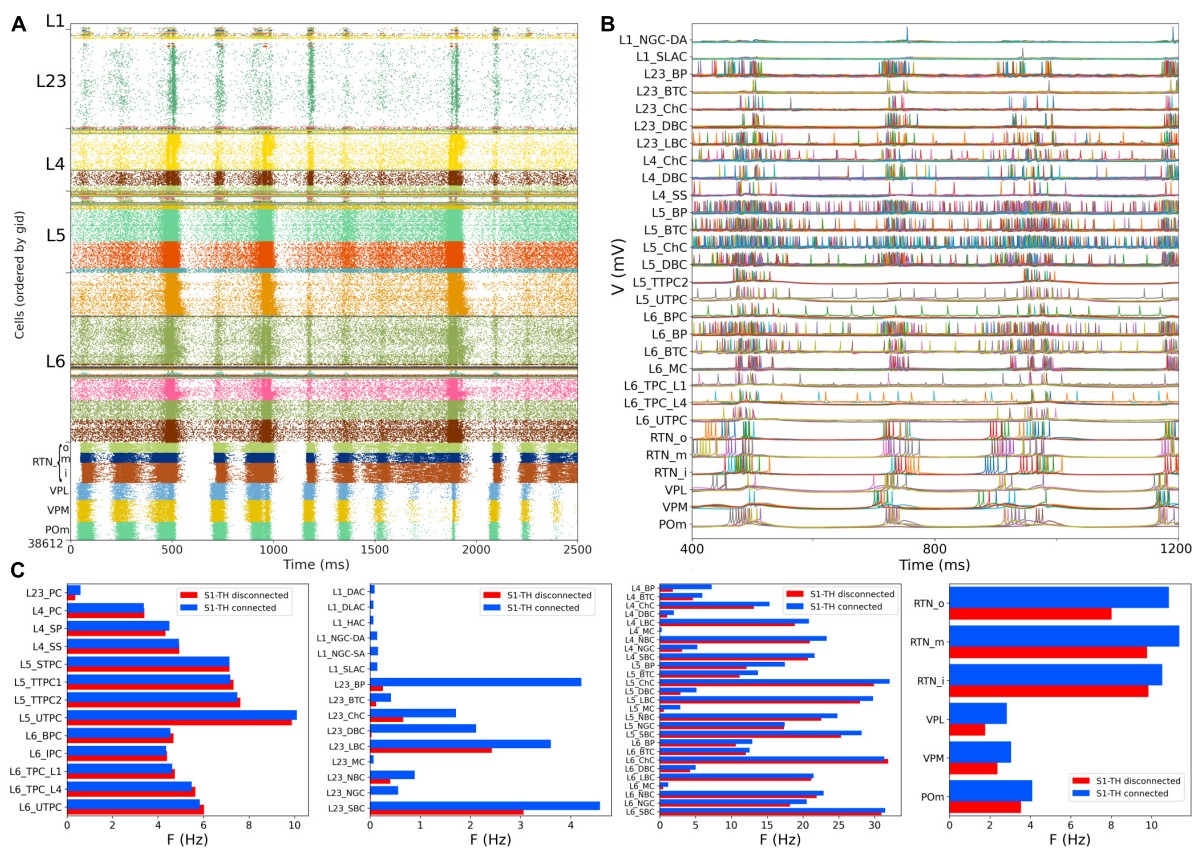 A
L1
L23
L4
L5
L6
Cells (ordered by gid)
RTN
o
m
i
VPL
VPM
POm
38612
0
500
1000
1500
2000
2500
Time (ms)
B
V (mV)
L1_NGC-DA
L1_SLAC
L23_BP
L23_BTC
L23_ChC
L23_DBC
L23_LBC
L4_ChC
L4_DBC
L4_SS
L5_BP
L5_BTC
L5_ChC
L5_DBC
L5_TTPC2
L5_UTPC
L6_BPC
L6_BP
L6_BTC
L6_MC
L6_TPC_L1
L6_TPC_L4
L6_UTPC
RTN_o
RTN_m
RTN_i
VPL
VPM
POm
400
800
1200
Time (ms)
C
L23_PC
L4_PC
L4_SP
L4_SS
L5_STPC
L5_TTPC1
L5_TTPC2
L5_UTPC
L6_BPC
L6_IPC
L6_TPC_L1
L6_TPC_L4
L6_UTPC
S1-TH disconnected
S1-TH connected
0 2 4 6 8 10
F (Hz)
L1_DAC
L1_DLAC
L1_HAC
L1_NGC-DA
L1_NGC-SA
L1_SLAC
L23_BP
L23_BTC
L23_ChC
L23_DBC
L23_LBC
L23_MC
L23_NBC
L23_NGC
L23_SBC
S1-TH disconnected
S1-TH connected
0 1 2 3 4
F (Hz)
L4_BP
L4_BTC
L4_ChC
L4_DBC
L4_LBC
L4_MC
L4_NBC
L4_NGC
L4_SBC
L5_BP
L5_BTC
L5_ChC
L5_DBC
L5_LBC
L5_MC
L5_NBC
L5_NGC
L5_SBC
L6_BP
L6_BTC
L6_ChC
L6_DBC
L6_LBC
L6_MC
L6_NBC
L6_NGC
L6_SBC
S1-TH disconnected
S1-TH connected
0 5 10 15 20 25 30
F (Hz)
RTN_o
RTN_m
RTN_i
VPL
VPM
POm
S1-TH disconnected
S1-TH connected
0 2 4 6 8 10
F (Hz)